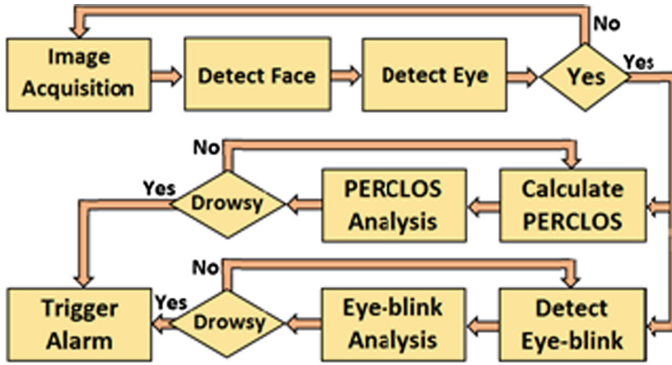 No
Image
Acquisition
Detect Face
Detect Eye
Yes
Yes
No
Yes
Drowsy
PERCLOS
Analysis
Calculate
PERCLOS
No
Trigger
Alarm
Yes
Drowsy
Eye-blink
Analysis
Detect
Eye-blink